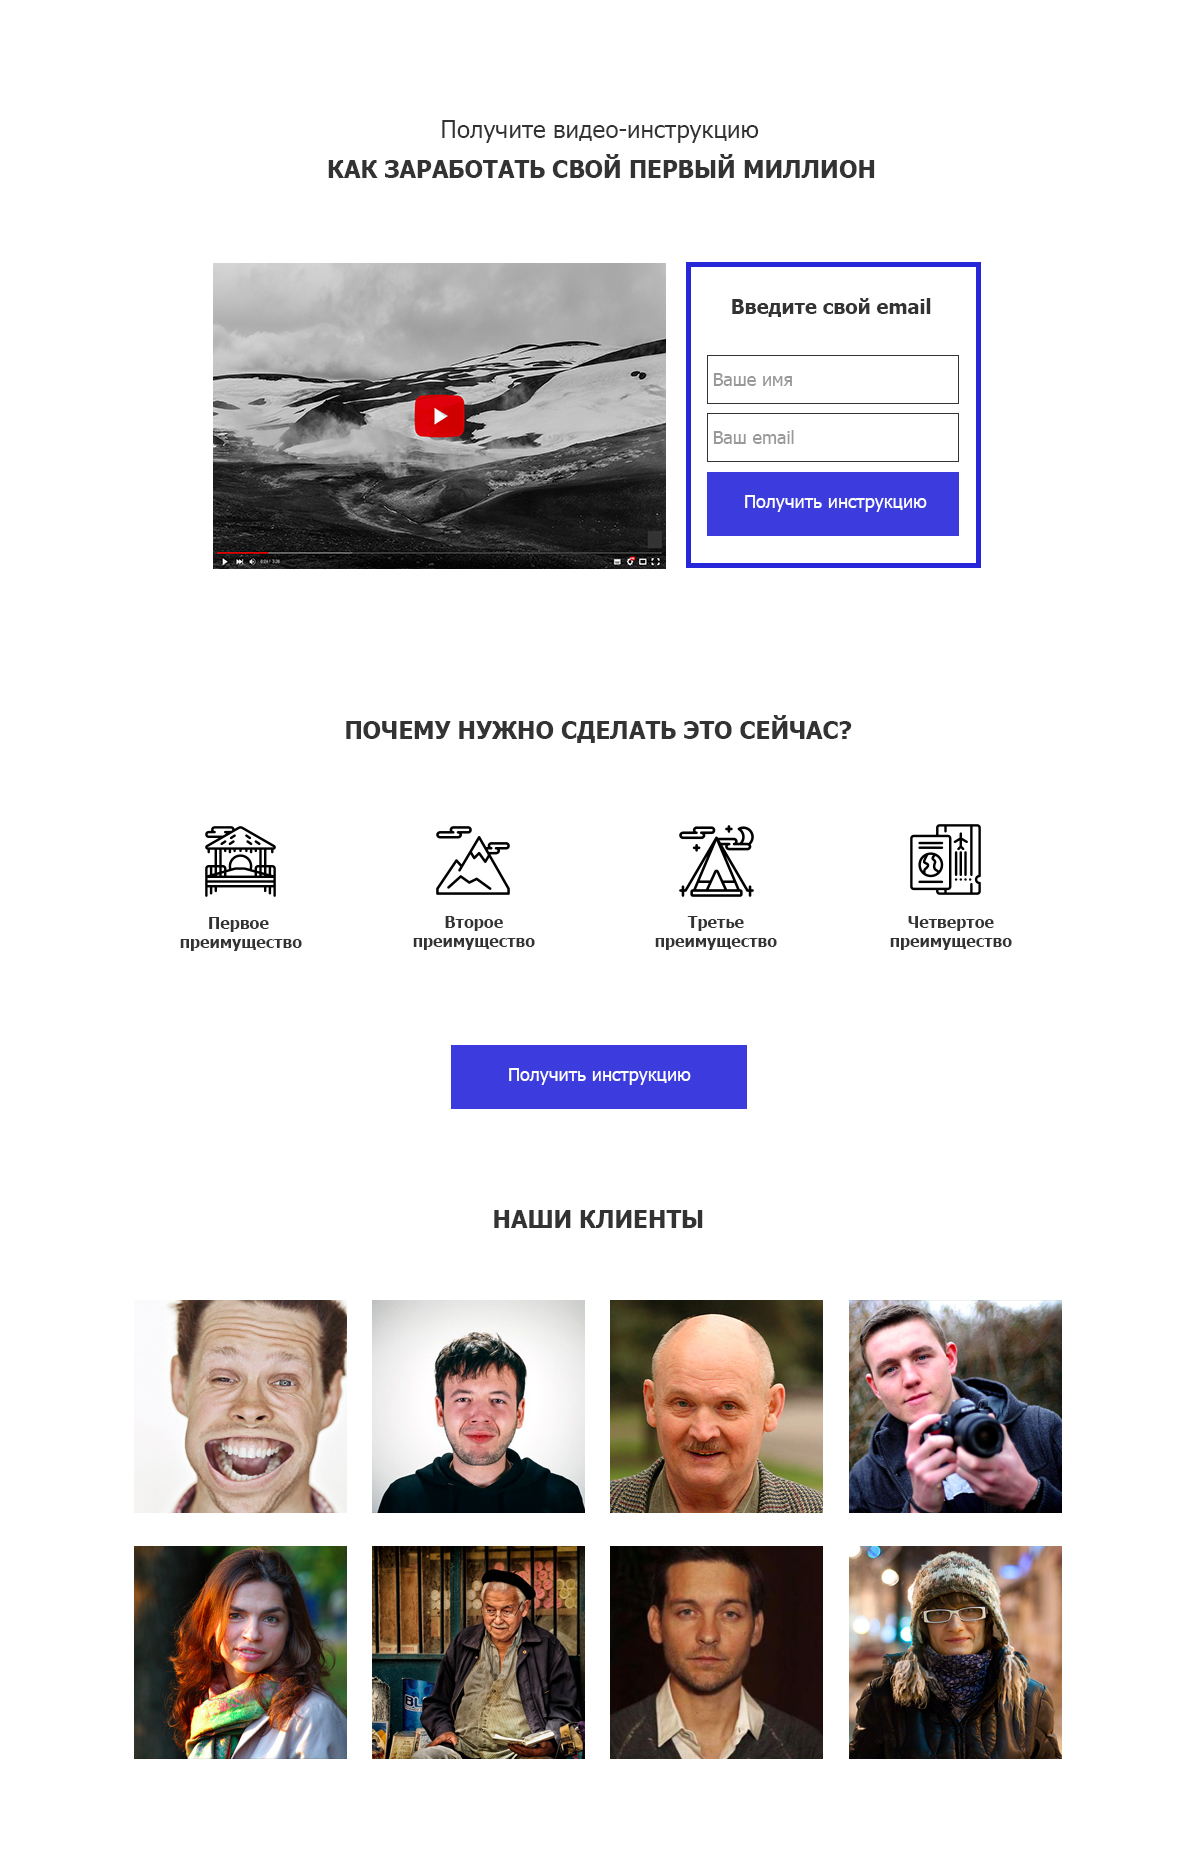 Получите видео-инструкцию
КАК ЗАРАБОТАТЬ СВОЙ ПЕРВЫЙ МИЛЛИОН
Введите свой email
Ваше имя
Ваш email
Получить инструкцию
ПОЧЕМУ НУЖНО СДЕЛАТЬ ЭТО СЕЙЧАС?
Первое
преимущество
Второе
преимущество
Третье
преимущество
Четвертое
преимущество
Получить инструкцию
НАШИ КЛИЕНТЫ